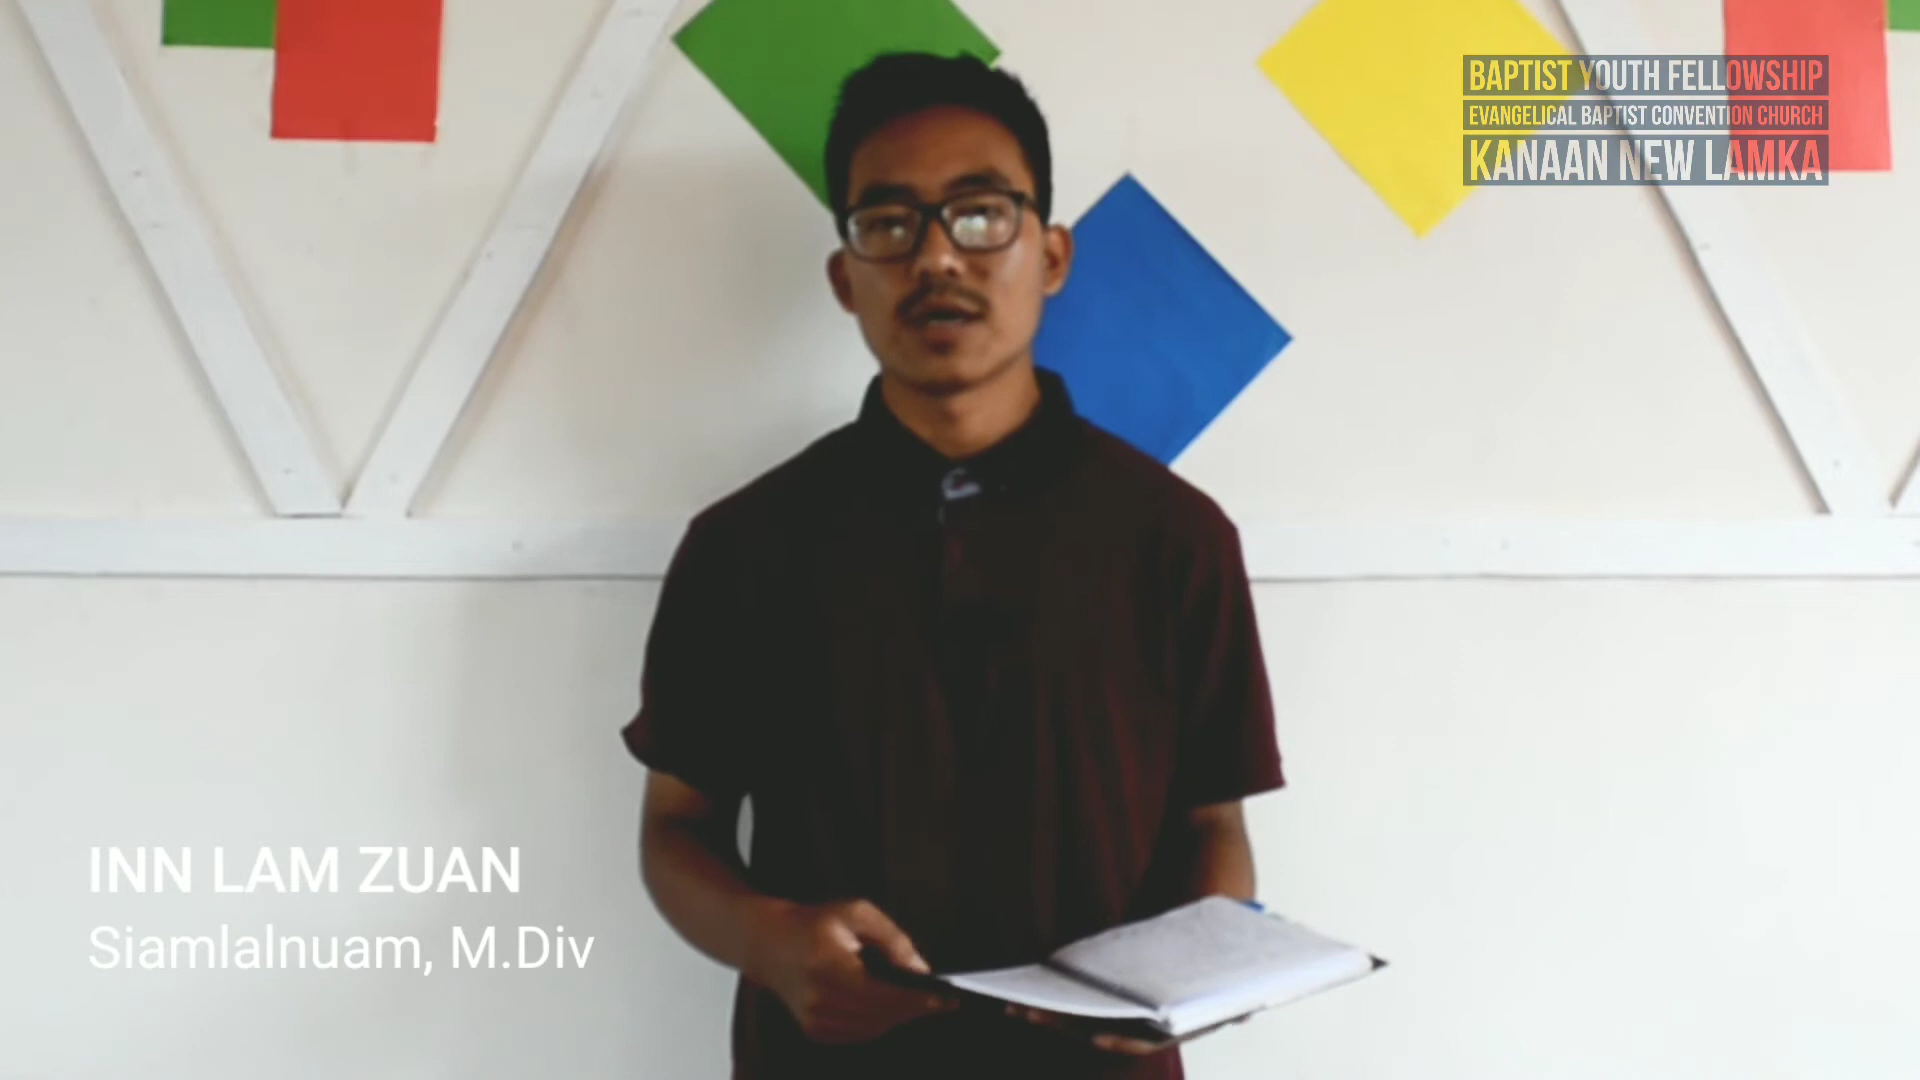 BAPTIST YOUTH FELLOWSHIP
EVANGELICAL BAPTIST CONVENTION CHURCH
KANAAN NEW LAMKA
INN LAM ZUAN
Siamlalnuam, M.Div